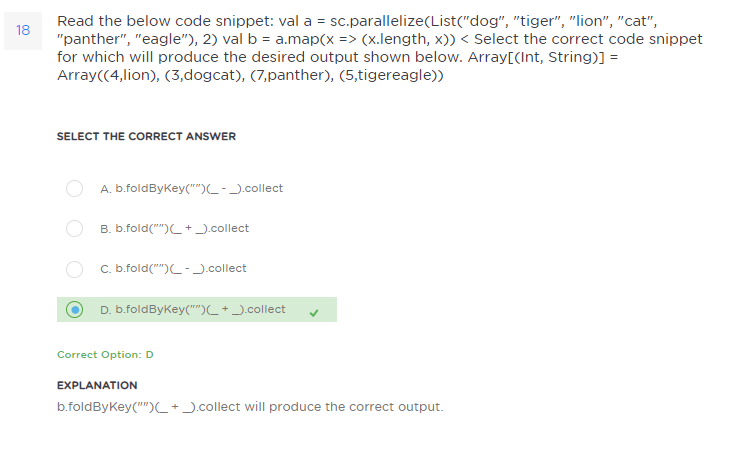 18
Read the below code snippet: val a = sc.parallelize(List("dog", "tiger", "lion", "cat",
"panther", "eagle"), 2) val b = a.map(x => (x.length, x)) < Select the correct code snippet
for which will produce the desired output shown below. Array[(Int, String)] =
Array((4,lion), (3,dogcat), (7,panther), (5,tigereagle))
SELECT THE CORRECT ANSWER
A. b.foldByKey("")(_ - _).collect
B. b.fold("")(_ + _).collect
C. b.fold("")(_ - _).collect
D. b.foldByKey("")(_ + _).collect
Correct Option: D
EXPLANATION
b.foldByKey("")(_ + _).collect will produce the correct output.